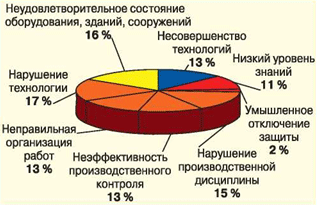 Неудовлетворительное состояние
оборудования, зданий, сооружений
16 %
Несовершенство
технологий
13 %
Низкий уровень
знаний
11 %
Умышленное
отключение
защиты
2 %
Нарушение
производственной
дисциплины
15 %
Неэффективность
производственного
контроля
13 %
Неправильная
организация
работ
13 %
Нарушение
технологии
17 %